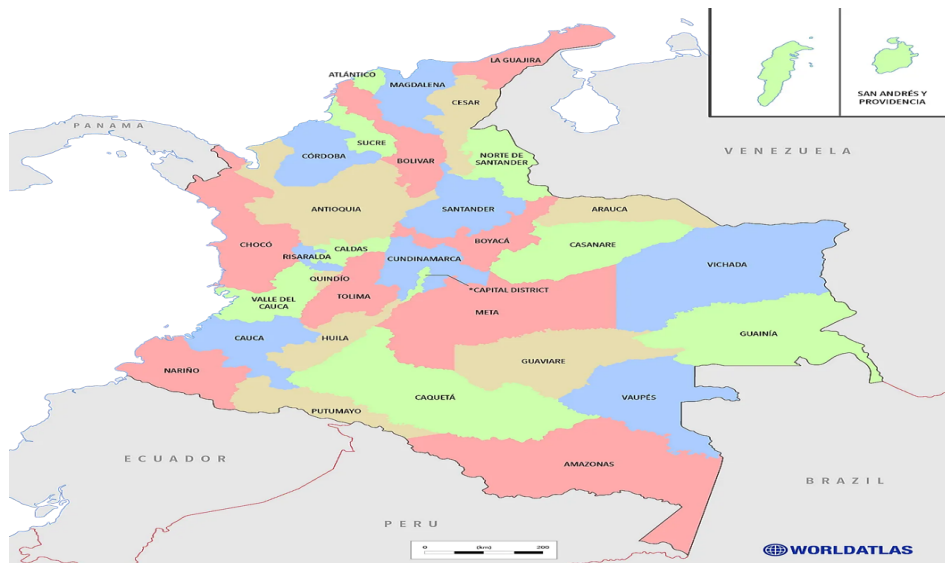 LA GUAJIRA
ATLÁNTICO
MAGDALENA
CESAR
SAN ANDRÉS Y
PROVIDENCIA
PANAMA
SUCRE
CÓRDOBA
BOLIVAR
NORTE DE
SANTANDER
VENEZUELA
ANTIOQUIA
SANTANDER
ARAUCA
CHOCÓ
BOYACÁ
CASANARE
CALDAS
RISARALDA
CUNDINAMARCA
VICHADA
QUINDÍO
*CAPITAL DISTRICT
TOLIMA
VALLE DEL
CAUCA
META
GUAINÍA
CAUCA
HUILA
GUAVIARE
NARIÑO
CAQUETÁ
VAUPÉS
PUTUMAYO
ECUADOR
AMAZONAS
BRAZIL
PERU
0 (km) 200
WORLDATLAS